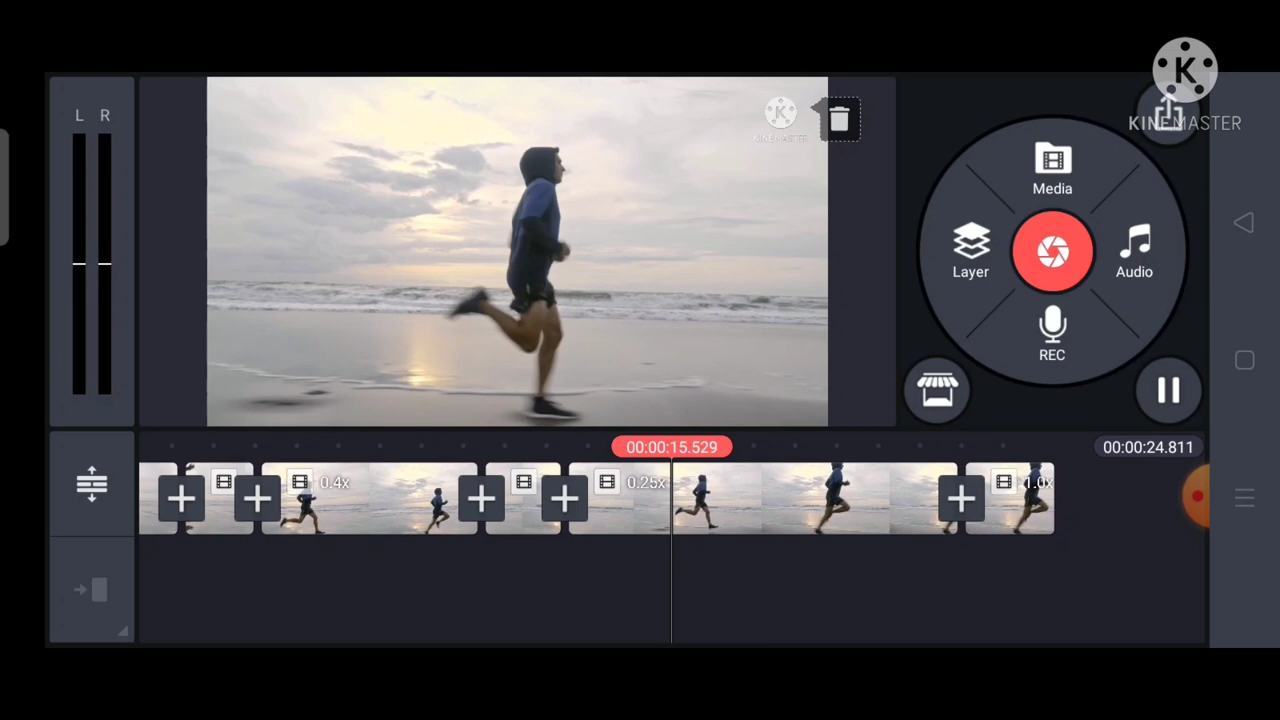 K
KINEMASTER
L R
K
KINEMASTER
Media
Layer
Audio
REC
00:00:15.529
00:00:24.811
0.4x
0.25x
1.0x